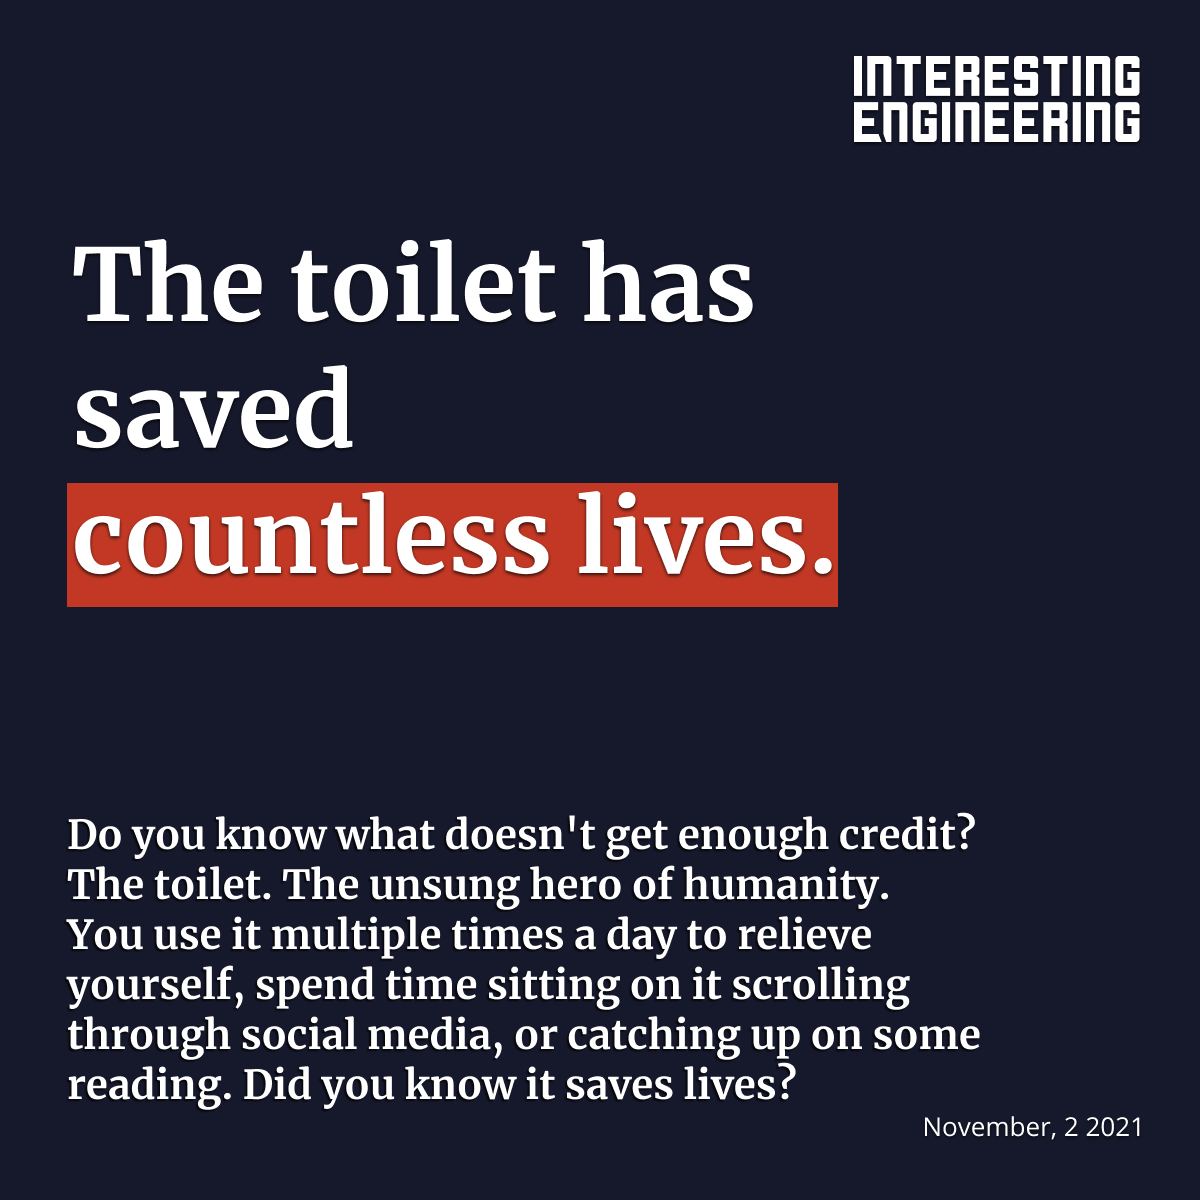 INTERESTING
ENGINEERING
The toilet has
saved
countless lives.
Do you know what doesn't get enough credit?
The toilet. The unsung hero of humanity.
You use it multiple times a day to relieve
yourself, spend time sitting on it scrolling
through social media, or catching up on some
reading. Did you know it saves lives?
November, 2 2021